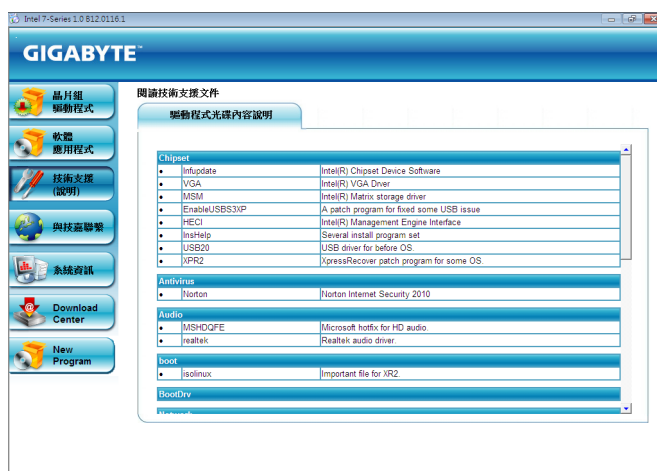 Intel 7-Series 1.0 B12.0116.1
GIGABYTE™
晶片組
驅動程式
軟體
應用程式
技術支援
(說明)
與技嘉聯繫
系統資訊
Download
Center
New
Program
閱讀技術支援文件
驅動程式光碟內容說明
Chipset
• Infupdate Intel(R) Chipset Device Software
• VGA Intel(R) VGA Driver
• MSM Intel(R) Matrix storage driver
• EnableUSBS3XP A patch program for fixed some USB issue
• HECI Intel(R) Management Engine Interface
• InsHelp Several install program set
• USB20 USB driver for before OS.
• XPR2 XpressRecover patch program for some OS.
Antivirus
• Norton Norton Internet Security 2010
Audio
• MSHDQFE Microsoft hotfix for HD audio.
• realtek Realtek audio driver.
boot
• isolinux Important file for XR2.
BootDrv